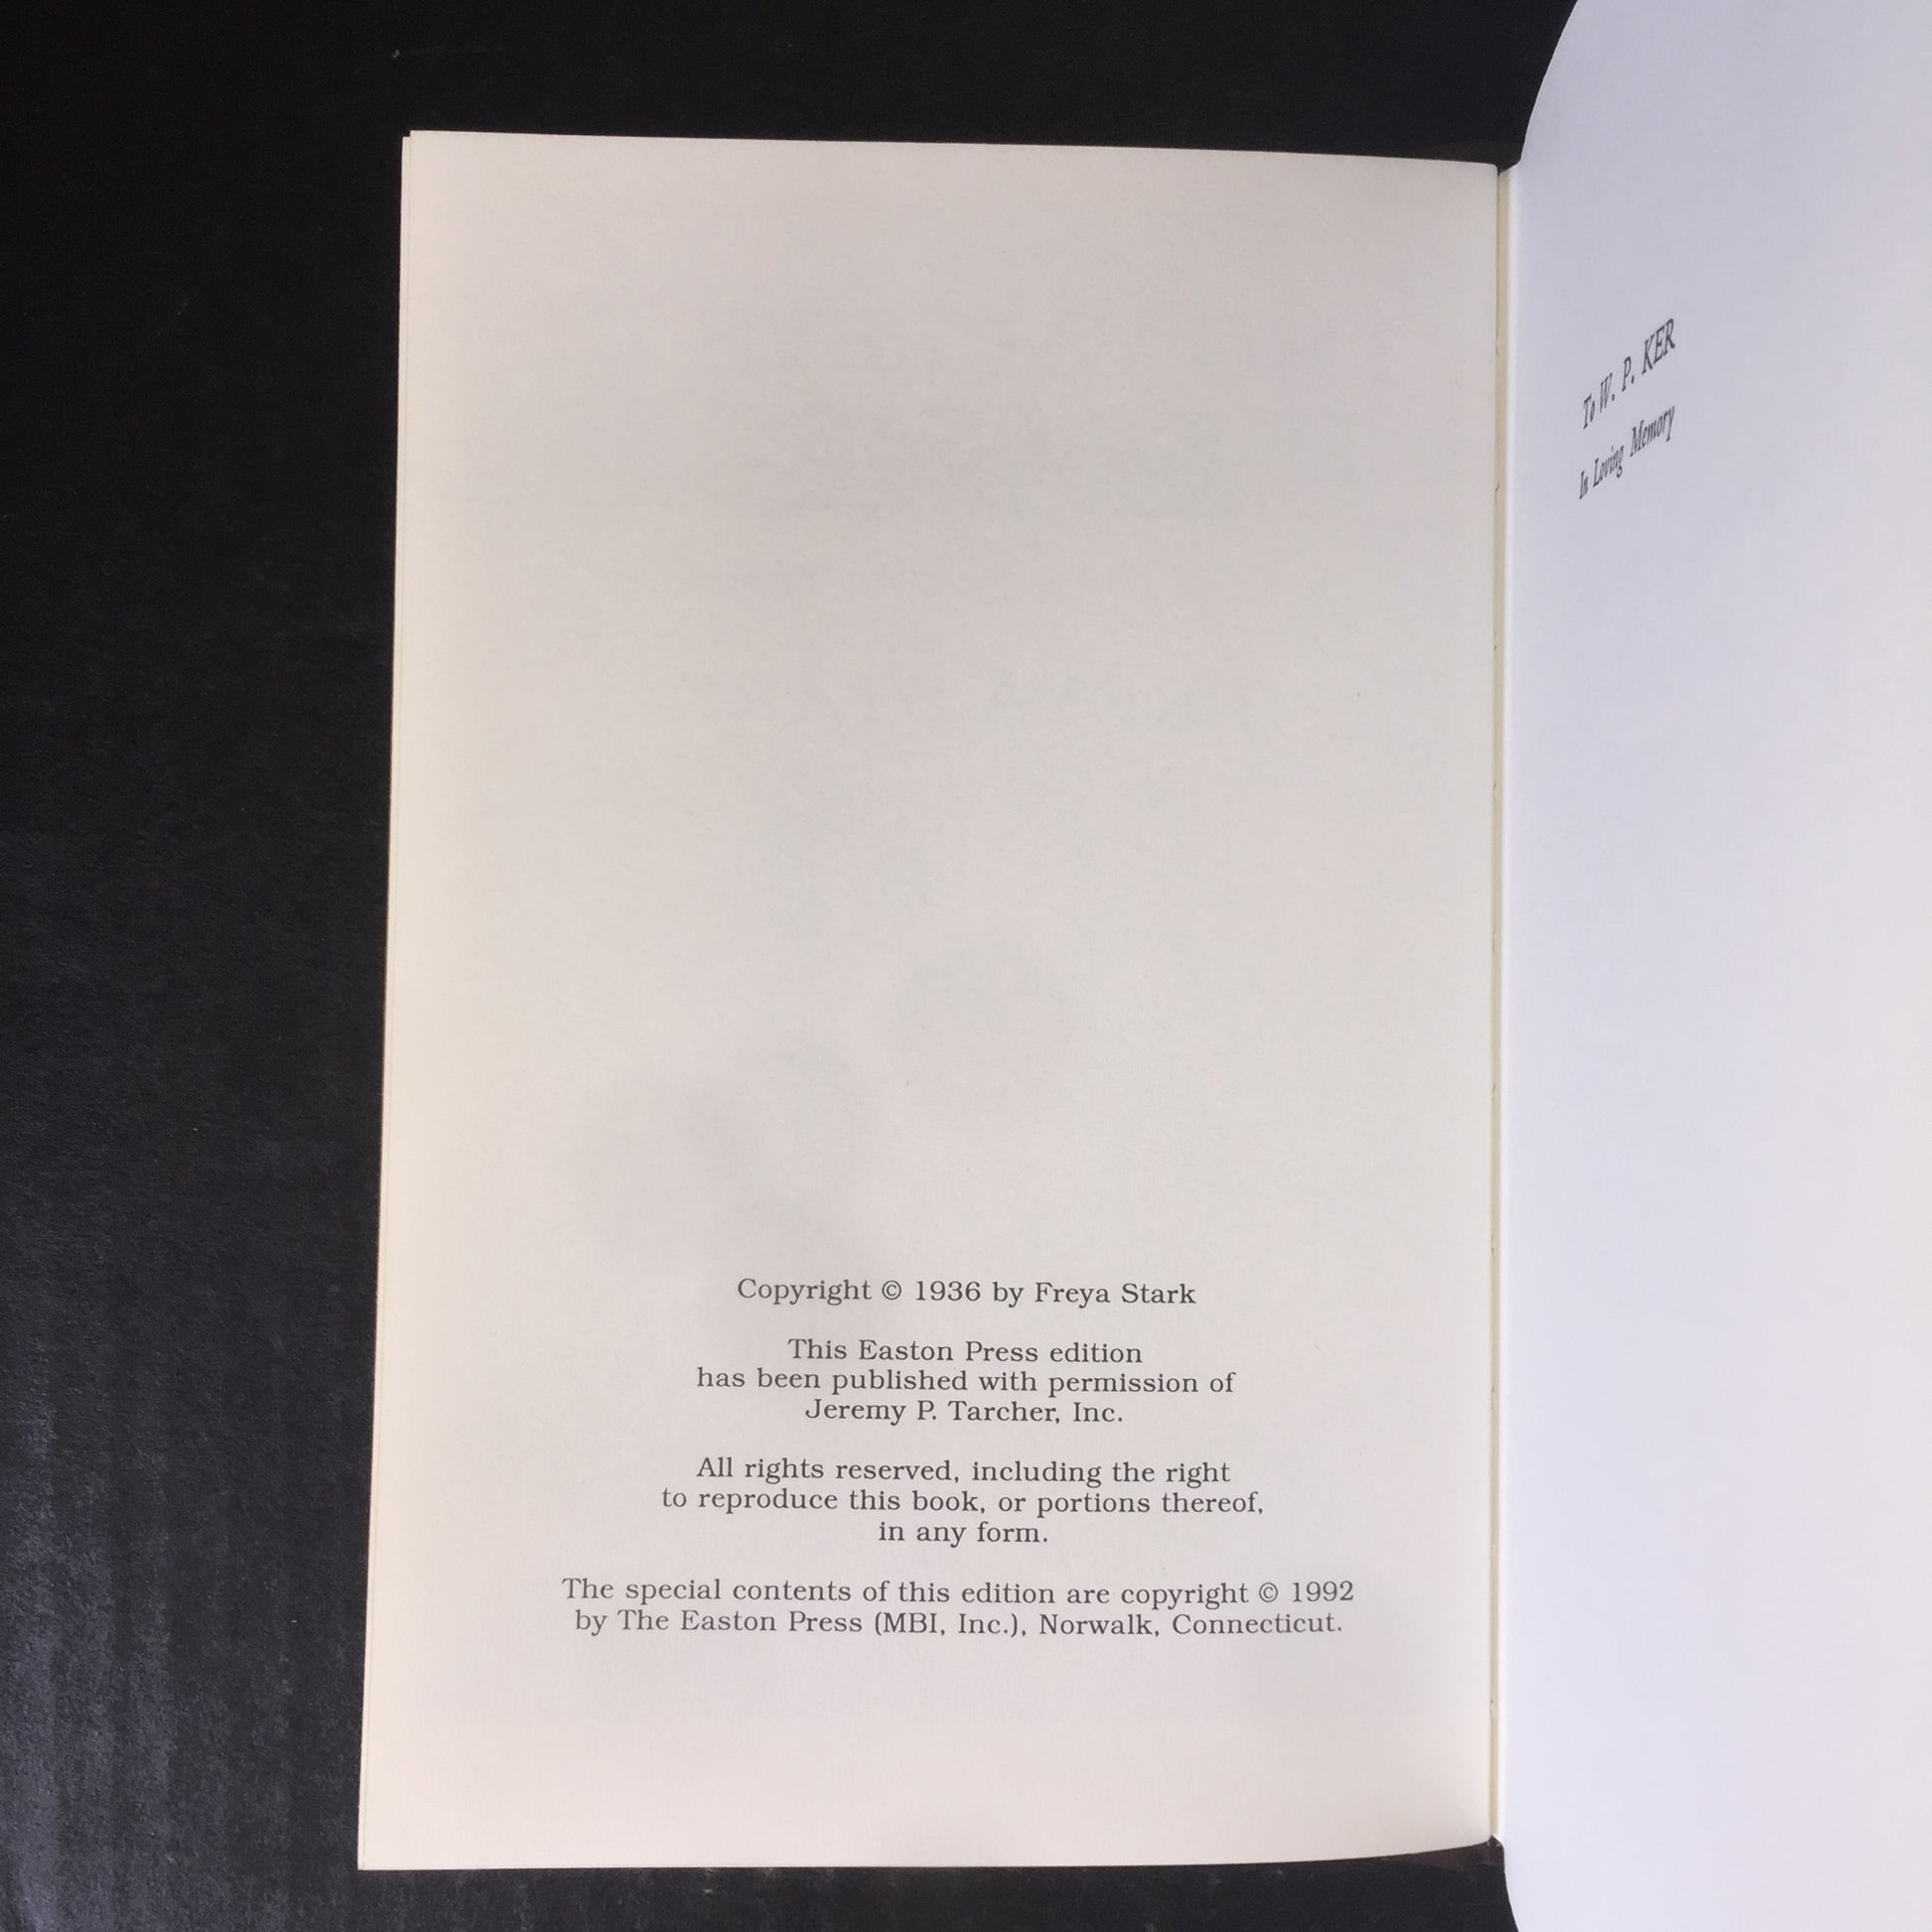 Copyright © 1936 by Freya Stark
This Easton Press edition
has been published with permission of
Jeremy P. Tarcher, Inc.
All rights reserved, including the right
to reproduce this book, or portions thereof,
in any form.
The special contents of this edition are copyright © 1992
by The Easton Press (MBI, Inc.), Norwalk, Connecticut.
To W. P. KER
In Loving Memory